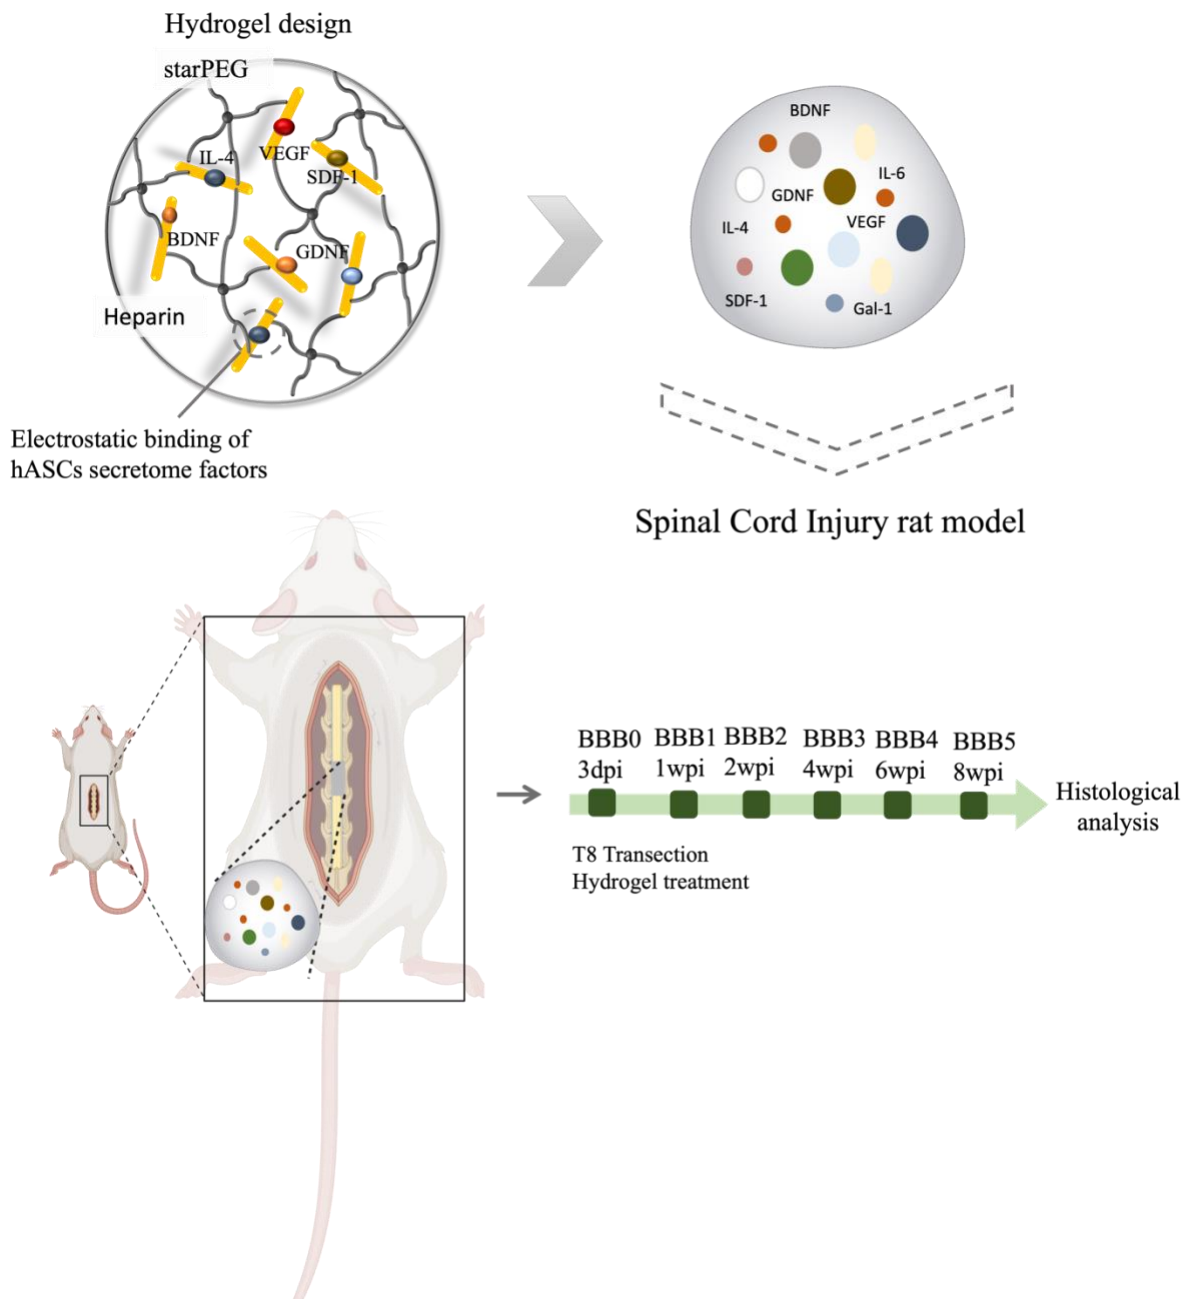 Hydrogel design
starPEG
IL-4
VEGF
SDF-1
BDNF
GDNF
Heparin
Electrostatic binding of
hASCs secretome factors
BDNF
IL-6
GDNF
IL-4
VEGF
SDF-1
Gal-1
Spinal Cord Injury rat model
BBB0 BBB1 BBB2 BBB3 BBB4 BBB5
3dpi 1wpi 2wpi 4wpi 6wpi 8wpi
T8 Transection
Hydrogel treatment
Histological
analysis